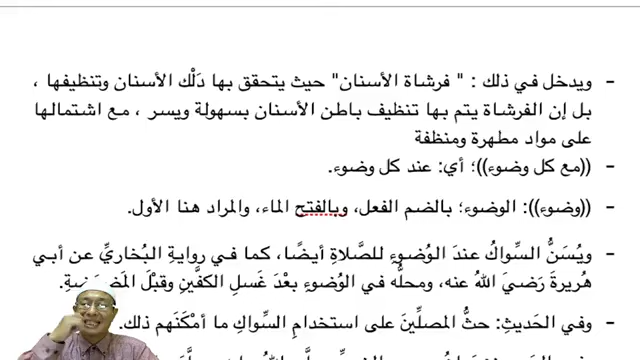 - ويدخل في ذلك : " فرشاة الأسنان" حيث يتحقق بها دَلْك الأسنان وتنظيفها ،
بل إن الفرشاة يتم بها تنظيف باطن الأسنان بسهولة ويسر ، مع اشتمالها
على مواد مطهرة ومنظفة
- ((مع كل وضوءٍ))؛ أي: عند كل وضوءٍ.
- ((وضوءٍ)): الوضوء؛ بالضم الفعل، وبالفتح الماء، والمراد هنا الأول.
- ويُسَنُّ السِّواكُ عندَ الوُضوءِ للصَّلاةِ أيضًا، كما في روايةِ البُخاريِّ عن أبي
هُريرةَ رَضيَ اللهُ عنه، ومحلُّه في الوُضوءِ بعْدَ غَسلِ الكفَّينِ وقبْلَ
- وفي الحَديثِ: حثُّ المصلِّينَ على استخدامِ السِّواكِ ما أمْكَنَهم ذلك.